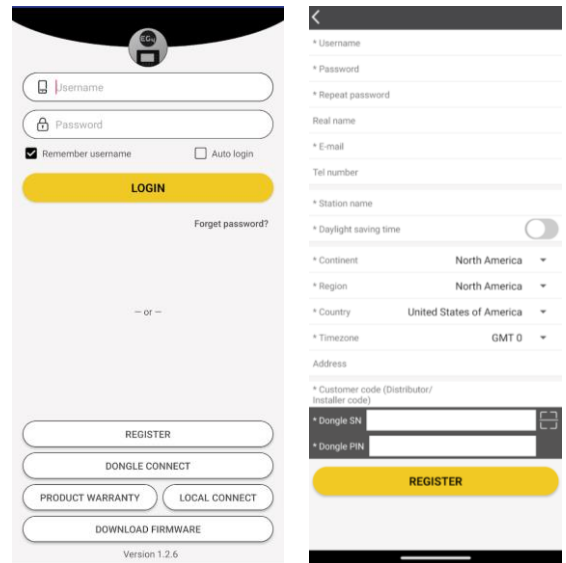 EG4
Username
Password
Remember username
Auto login
LOGIN
Forget password?
— or —
REGISTER
DONGLE CONNECT
PRODUCT WARRANTY
LOCAL CONNECT
DOWNLOAD FIRMWARE
Version 1.2.6
* Username
* Password
* Repeat password
Real name
* E-mail
Tel number
* Station name
* Daylight saving time
* Continent North America
* Region North America
* Country United States of America
* Timezone GMT 0
Address
* Customer code (Distributor/
Installer code)
* Dongle SN
* Dongle PIN
REGISTER